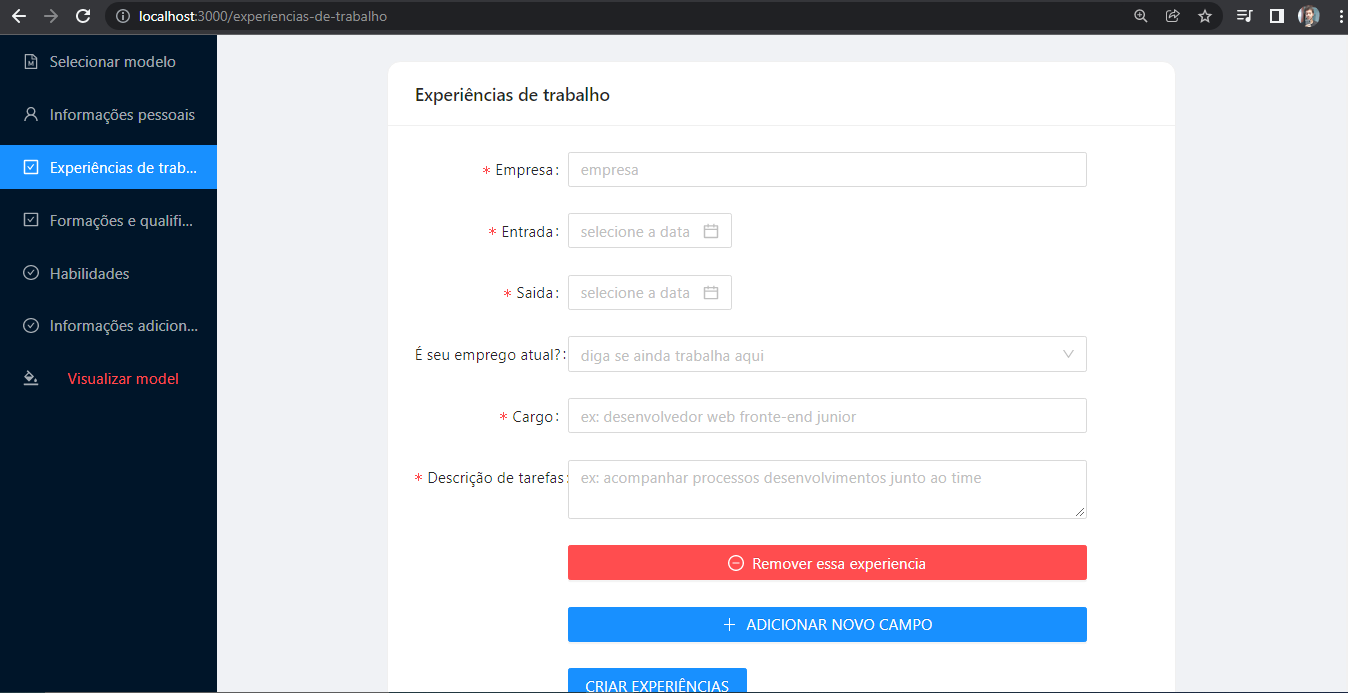 localhost:3000/experiencias-de-trabalho
Selecionar modelo
Informações pessoais
Experiências de trab...
Formações e qualifi...
Habilidades
Informações adicion...
Visualizar model
Experiências de trabalho
* Empresa: empresa
* Entrada: selecione a data
* Saida: selecione a data
É seu emprego atual?: diga se ainda trabalha aqui
* Cargo: ex: desenvolvedor web fronte-end junior
* Descrição de tarefas: ex: acompanhar processos desenvolvimentos junto ao time
Remover essa experiencia
+ ADICIONAR NOVO CAMPO
CRIAR EXPERIÊNCIAS